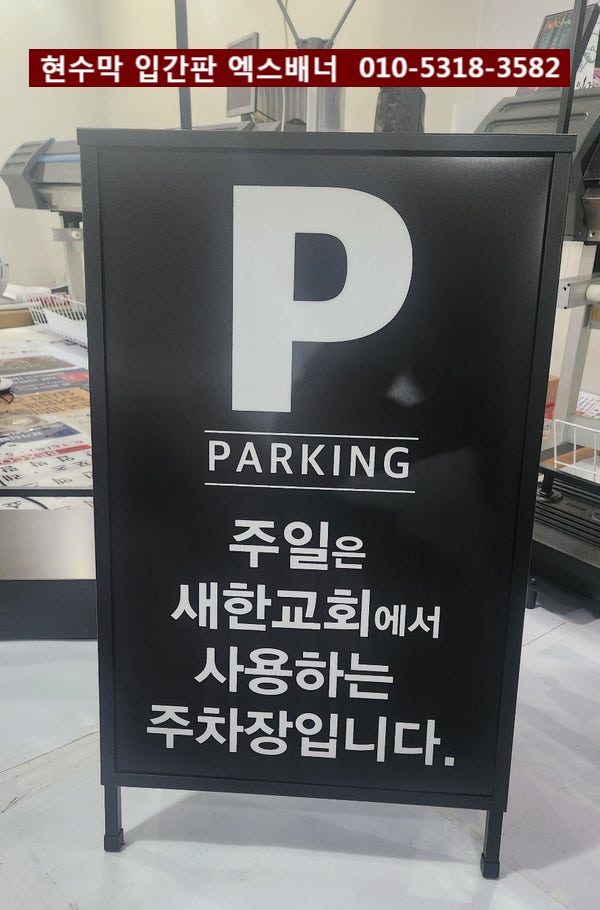 현수막 입간판 엑스배너 010-5318-3582
P
PARKING
주일은
새한교회에서
사용하는
주차장입니다.